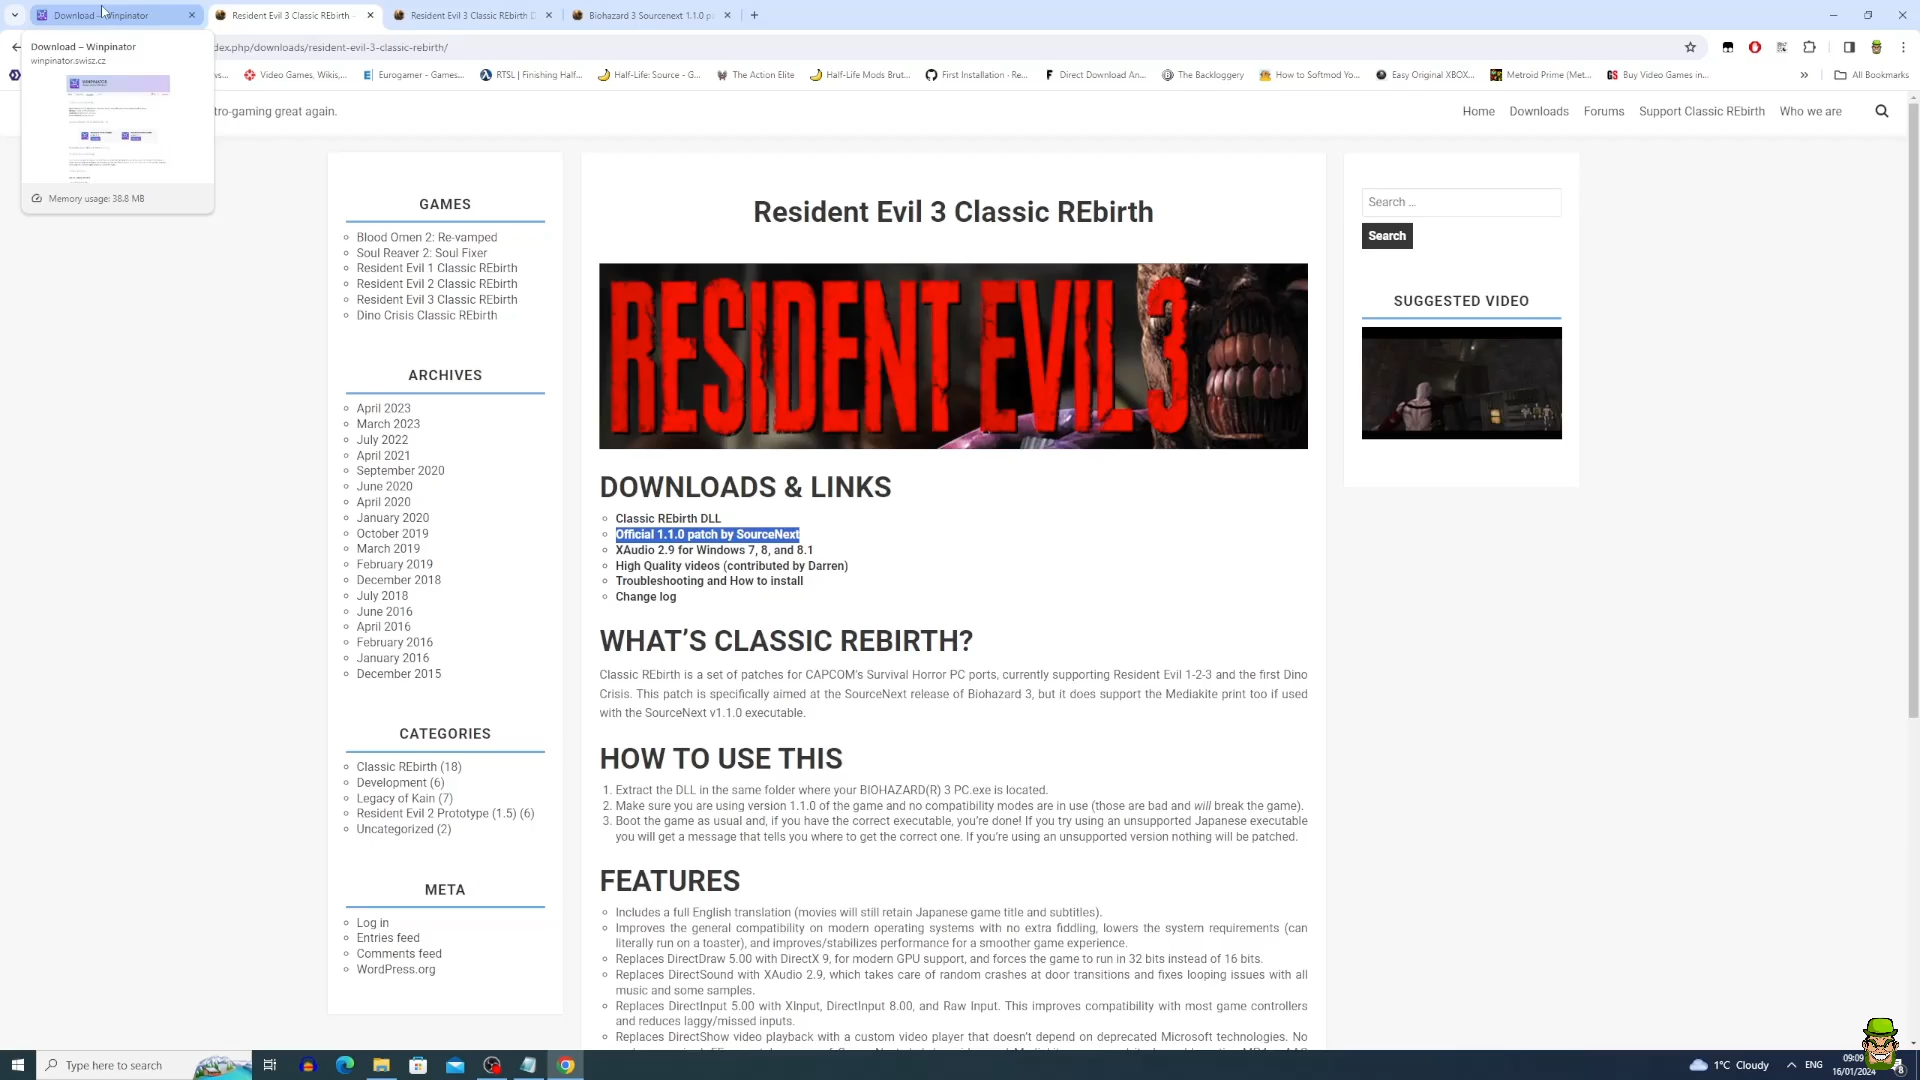 Download – Winpinator
Resident Evil 3 Classic REbirth -
Resident Evil 3 Classic REbirth D
Biohazard 3 Sourcenext 1.1.0 p
dex.php/downloads/resident-evil-3-classic-rebirth/
Download – Winpinator
winpinator.swisz.cz
Memory usage: 38.8 MB
Video Games, Wikis,...
Eurogamer - Games...
RTSL | Finishing Half...
Half-Life: Source - G...
The Action Elite
Half-Life Mods Brut...
First Installation · Re...
Direct Download An...
The Backloggery
How to Softmod Yo...
Easy Original XBOX...
Metroid Prime (Met...
Buy Video Games in...
All Bookmarks
tro-gaming great again.
Home
Downloads
Forums
Support Classic REbirth
Who we are
GAMES
Blood Omen 2: Re-vamped
Soul Reaver 2: Soul Fixer
Resident Evil 1 Classic REbirth
Resident Evil 2 Classic REbirth
Resident Evil 3 Classic REbirth
Dino Crisis Classic REbirth
ARCHIVES
April 2023
March 2023
July 2022
April 2021
September 2020
June 2020
April 2020
January 2020
October 2019
March 2019
February 2019
December 2018
July 2018
June 2016
April 2016
February 2016
January 2016
December 2015
CATEGORIES
Classic REbirth (18)
Development (6)
Legacy of Kain (7)
Resident Evil 2 Prototype (1.5) (6)
Uncategorized (2)
META
Log in
Entries feed
Comments feed
WordPress.org
Resident Evil 3 Classic REbirth
RESIDENT EVIL 3
DOWNLOADS & LINKS
Classic REbirth DLL
Official 1.1.0 patch by SourceNext
XAudio 2.9 for Windows 7, 8, and 8.1
High Quality videos (contributed by Darren)
Troubleshooting and How to install
Change log
WHAT'S CLASSIC REBIRTH?
Classic REbirth is a set of patches for CAPCOM's Survival Horror PC ports, currently supporting Resident Evil 1-2-3 and the first Dino
Crisis. This patch is specifically aimed at the SourceNext release of Biohazard 3, but it does support the Mediakite print too if used
with the SourceNext v1.1.0 executable.
HOW TO USE THIS
1. Extract the DLL in the same folder where your BIOHAZARD(R) 3 PC.exe is located.
2. Make sure you are using version 1.1.0 of the game and no compatibility modes are in use (those are bad and will break the game).
3. Boot the game as usual and, if you have the correct executable, you're done! If you try using an unsupported Japanese executable
you will get a message that tells you where to get the correct one. If you're using an unsupported version nothing will be patched.
FEATURES
Includes a full English translation (movies will still retain Japanese game title and subtitles).
Improves the general compatibility on modern operating systems with no extra fiddling, lowers the system requirements (can
literally run on a toaster), and improves/stabilizes performance for a smoother game experience.
Replaces DirectDraw 5.00 with DirectX 9, for modern GPU support, and forces the game to run in 32 bits instead of 16 bits.
Replaces DirectSound with XAudio 2.9, which takes care of random crashes at door transitions and fixes looping issues with all
music and some samples.
Replaces DirectInput 5.00 with XInput, DirectInput 8.00, and Raw Input. This improves compatibility with most game controllers
and reduces laggy/missed inputs.
Replaces DirectShow video playback with a custom video player that doesn't depend on deprecated Microsoft technologies. No
Search ...
Search
SUGGESTED VIDEO
Type here to search
1°C Cloudy
ENG
09:09
16/01/2024
8